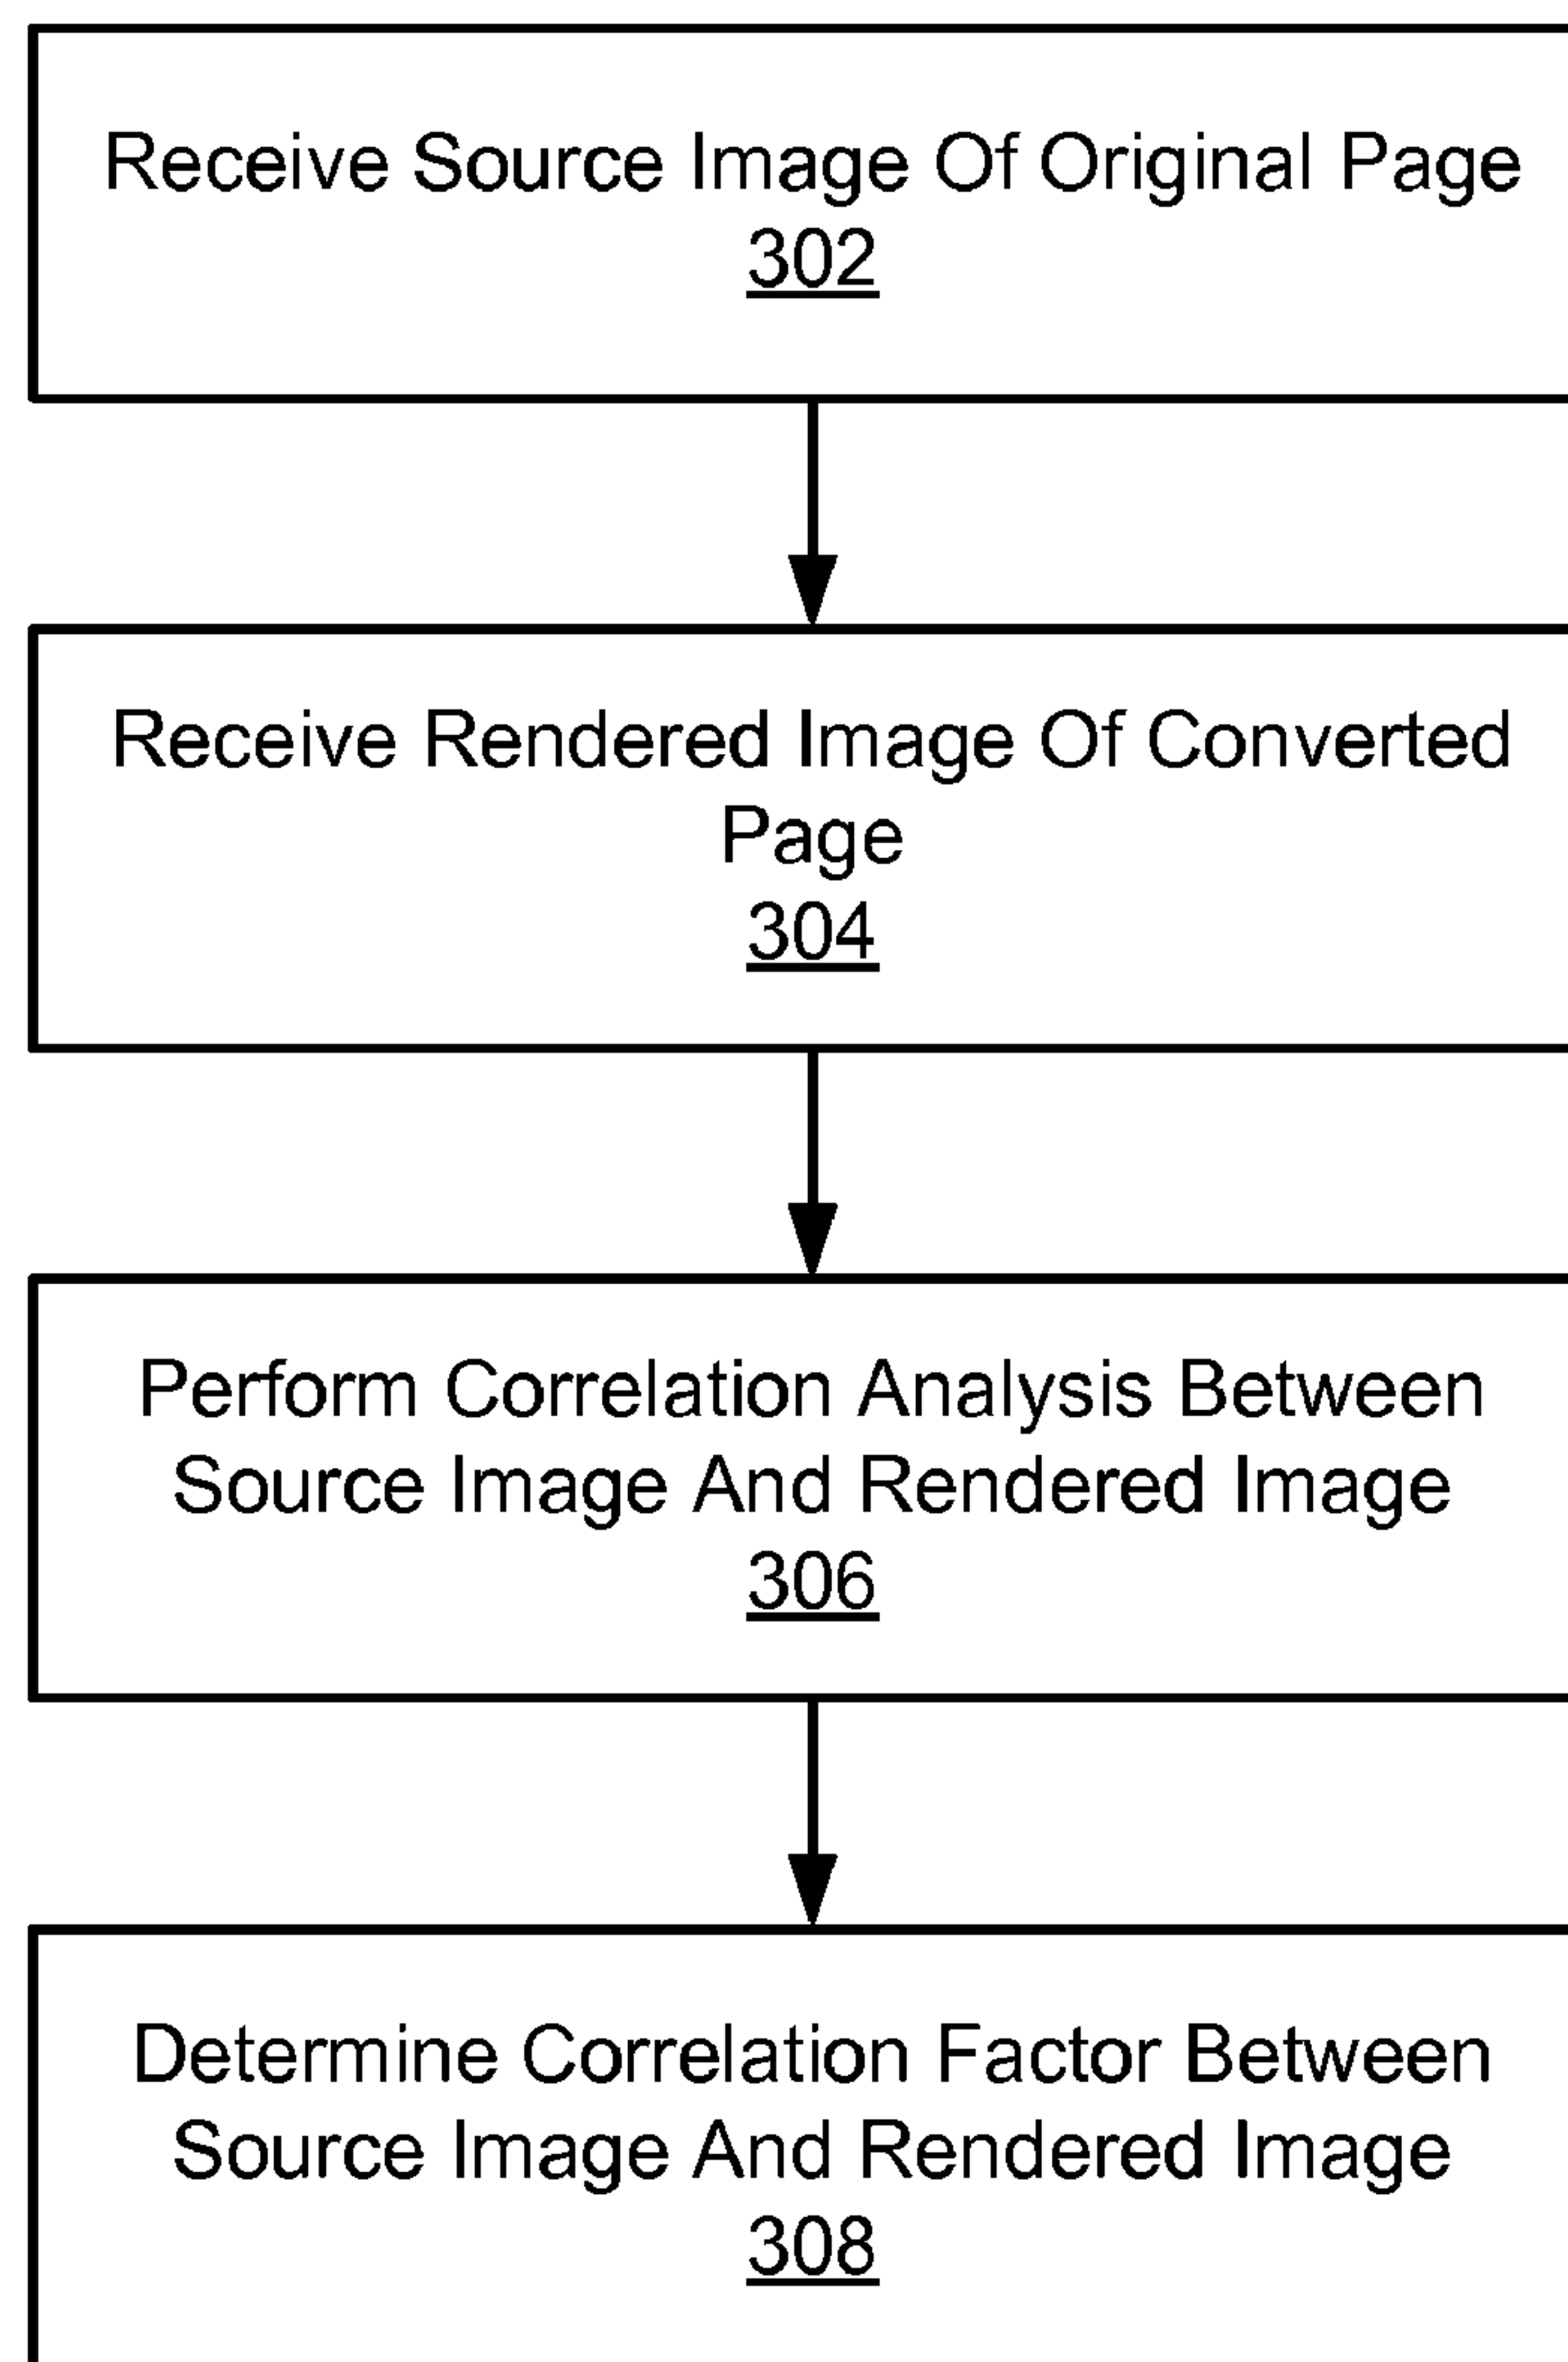 Receive Source Image Of Original Page
302
Receive Rendered Image Of Converted
Page
304
Perform Correlation Analysis Between
Source Image And Rendered Image
306
Determine Correlation Factor Between
Source Image And Rendered Image
308